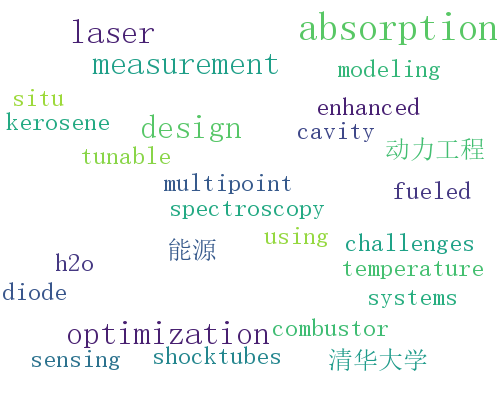 absorption
laser
measurement
modeling
situ
enhanced
kerosene
design
cavity
动力工程
tunable
multipoint
fueled
spectroscopy
using
能源
challenges
h2o
temperature
diode
systems
optimization
combustor
sensing
shocktubes
清华大学